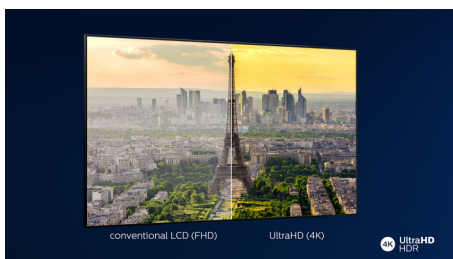 conventional LCD (FHD)
UltraHD (4K)
4K
UltraHD
HDR